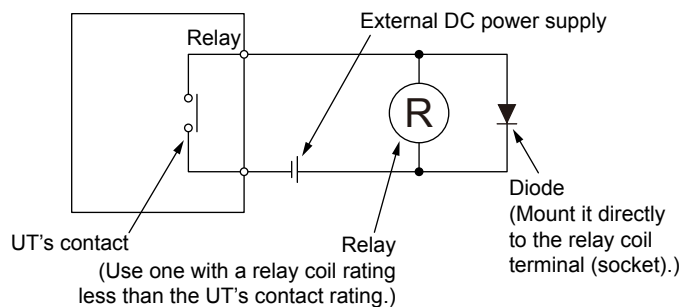 External DC power supply
Relay
R
UT's contact
Relay
(Use one with a relay coil rating
less than the UT's contact rating.)
Diode
(Mount it directly
to the relay coil
terminal (socket).)